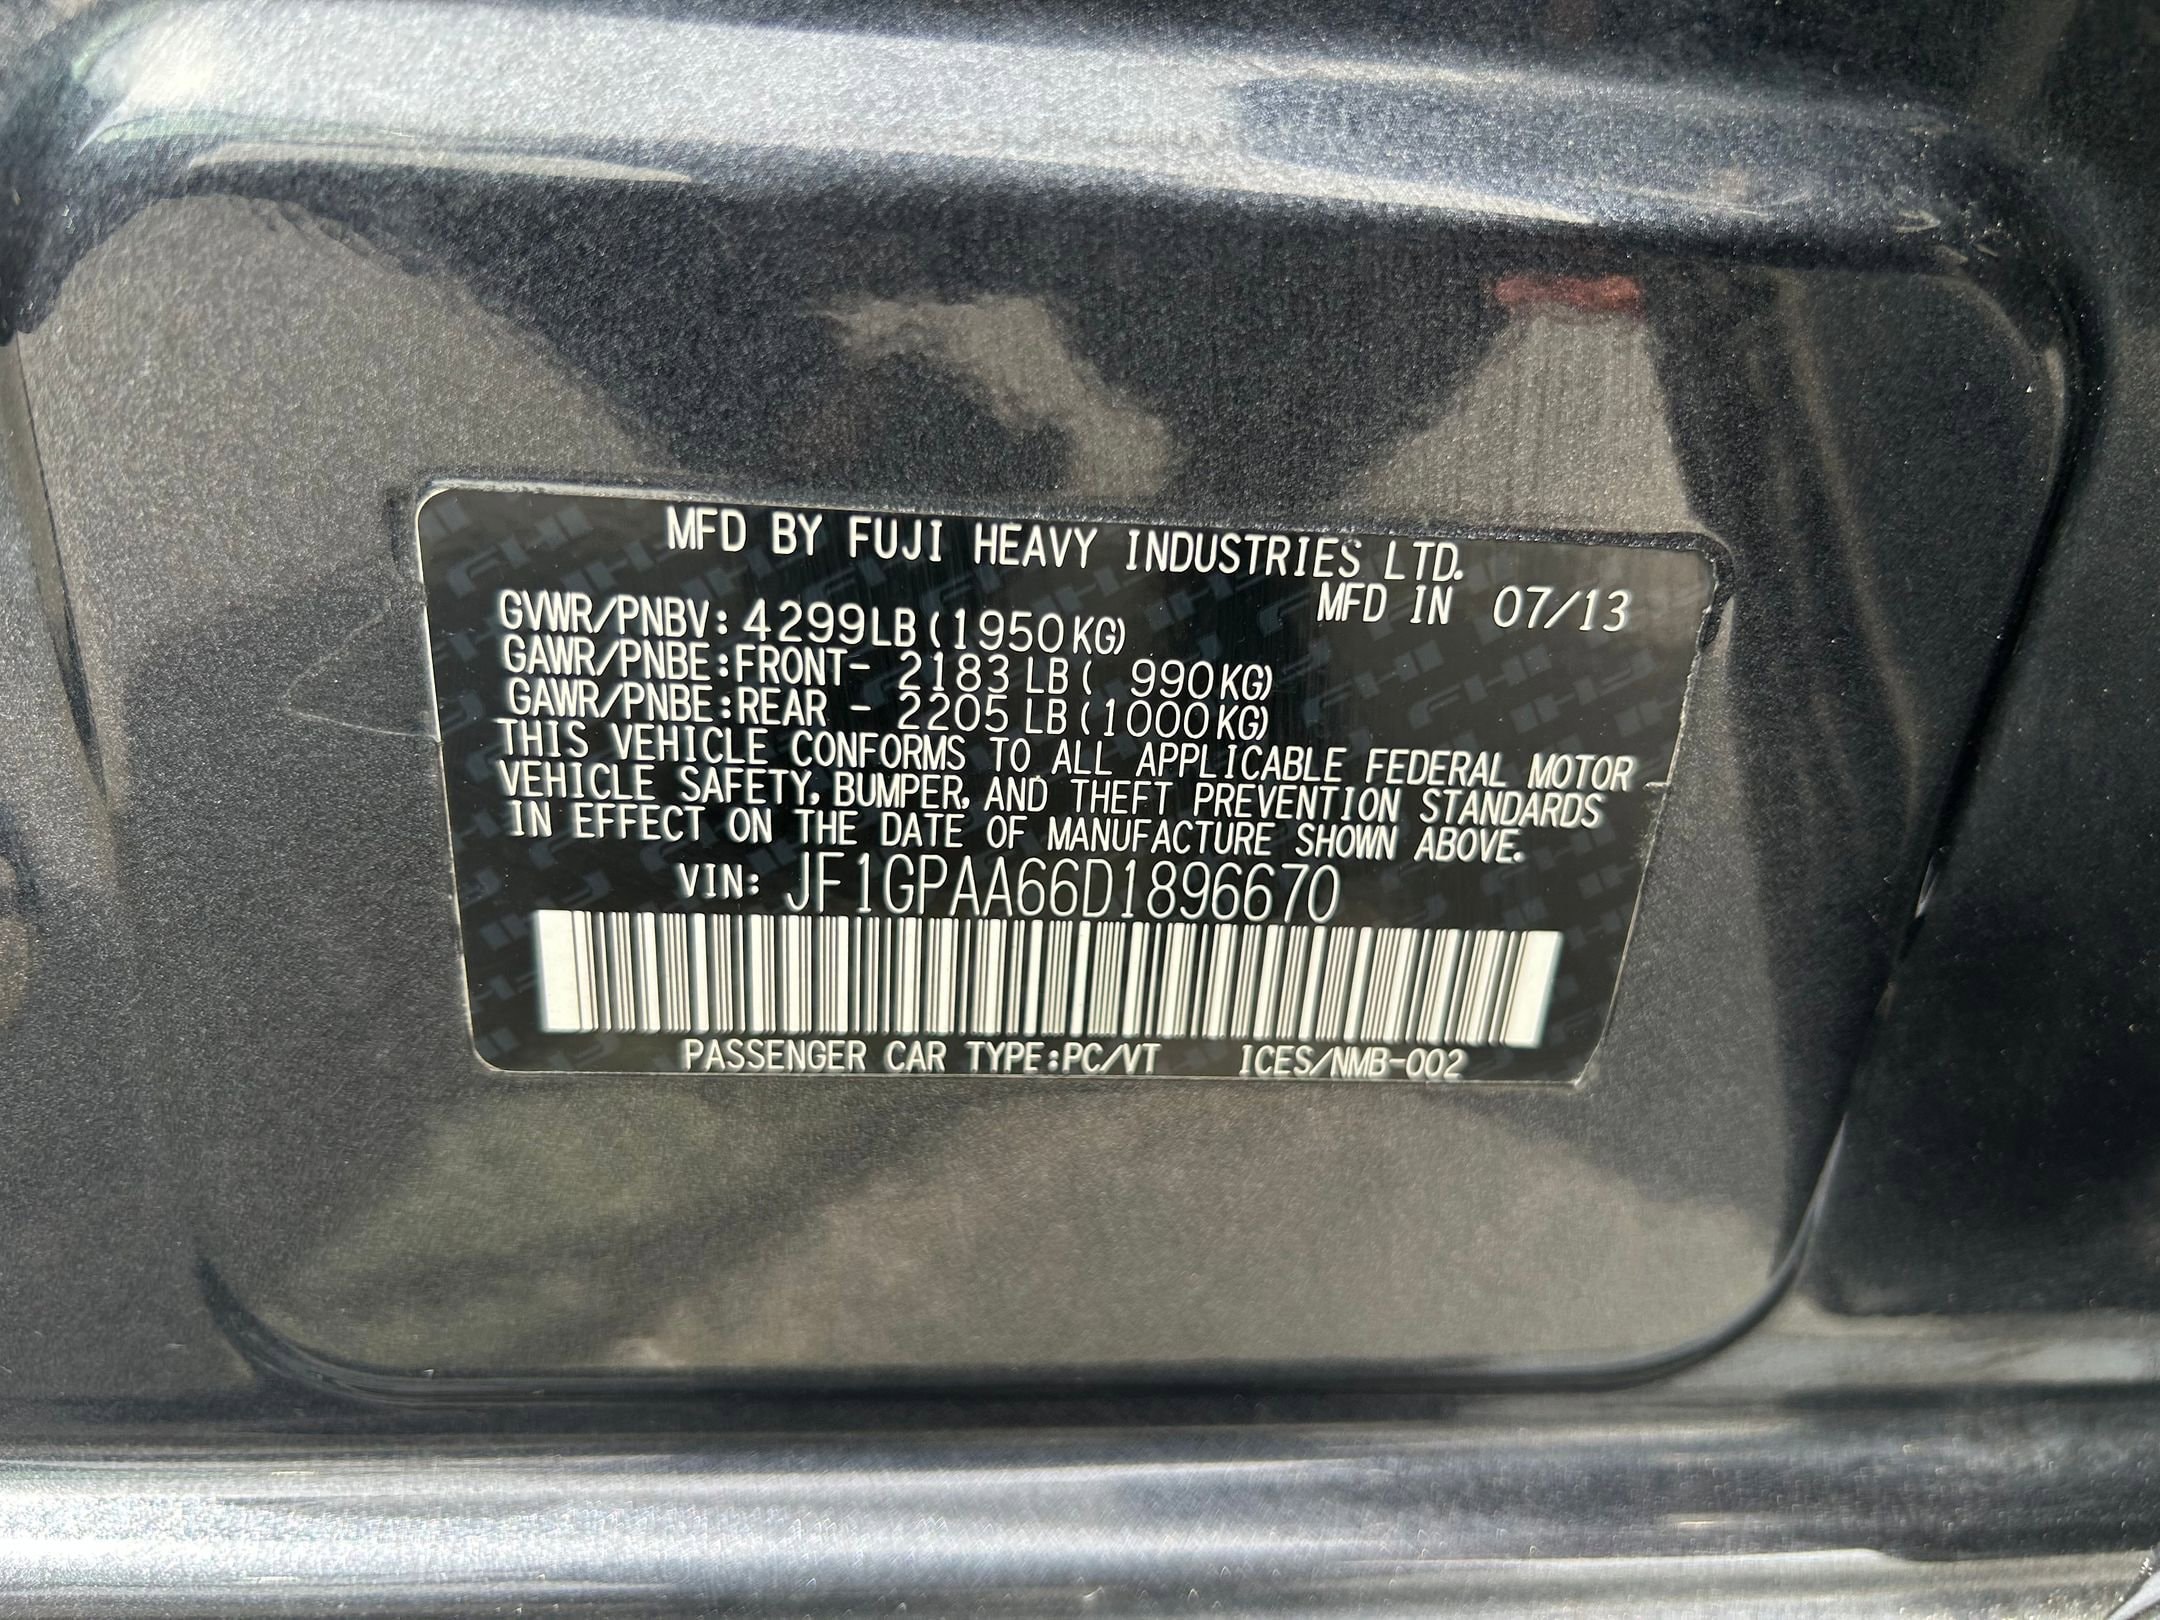 MFD BY FUJI HEAVY INDUSTRIES LTD.
MFD IN 07/13
GVWR/PNBV: 4299LB (1950KG)
GAWR/PNBE:FRONT- 2183 LB ( 990KG)
GAWR/PNBE:REAR - 2205 LB (1000KG)
THIS VEHICLE CONFORMS TO ALL APPLICABLE FEDERAL MOTOR
VEHICLE SAFETY, BUMPER, AND THEFT PREVENTION STANDARDS
IN EFFECT ON THE DATE OF MANUFACTURE SHOWN ABOVE.
VIN: JF1GPAA66D1896670
PASSENGER CAR TYPE:PC/VT ICES/NMB-002